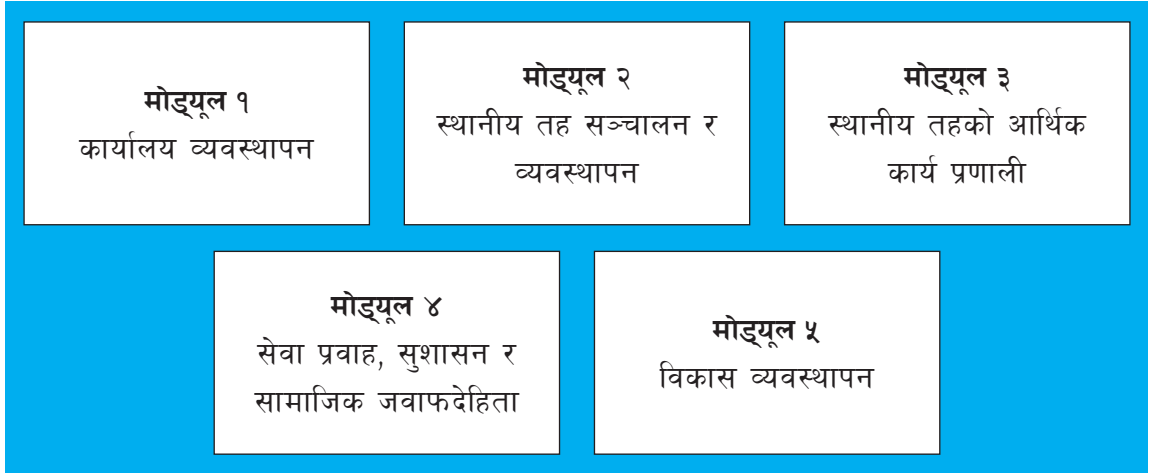 मोड्यूल १
कार्यालय व्यवस्थापन
मोड्यूल २
स्थानीय तह सञ्चालन र
व्यवस्थापन
मोड्यूल ३
स्थानीय तहको आर्थिक
कार्य प्रणाली
मोड्यूल ४
सेवा प्रवाह, सुशासन र
सामाजिक जवाफदेहिता
मोड्यूल ५
विकास व्यवस्थापन